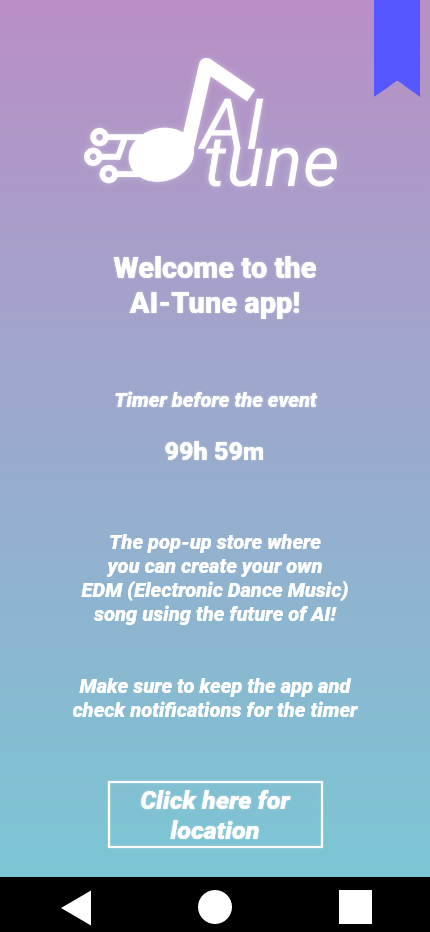 AI
tune
Welcome to the
AI-Tune app!
Timer before the event
99h 59m
The pop-up store where
you can create your own
EDM (Electronic Dance Music)
song using the future of AI!
Make sure to keep the app and
check notifications for the timer
Click here for
location